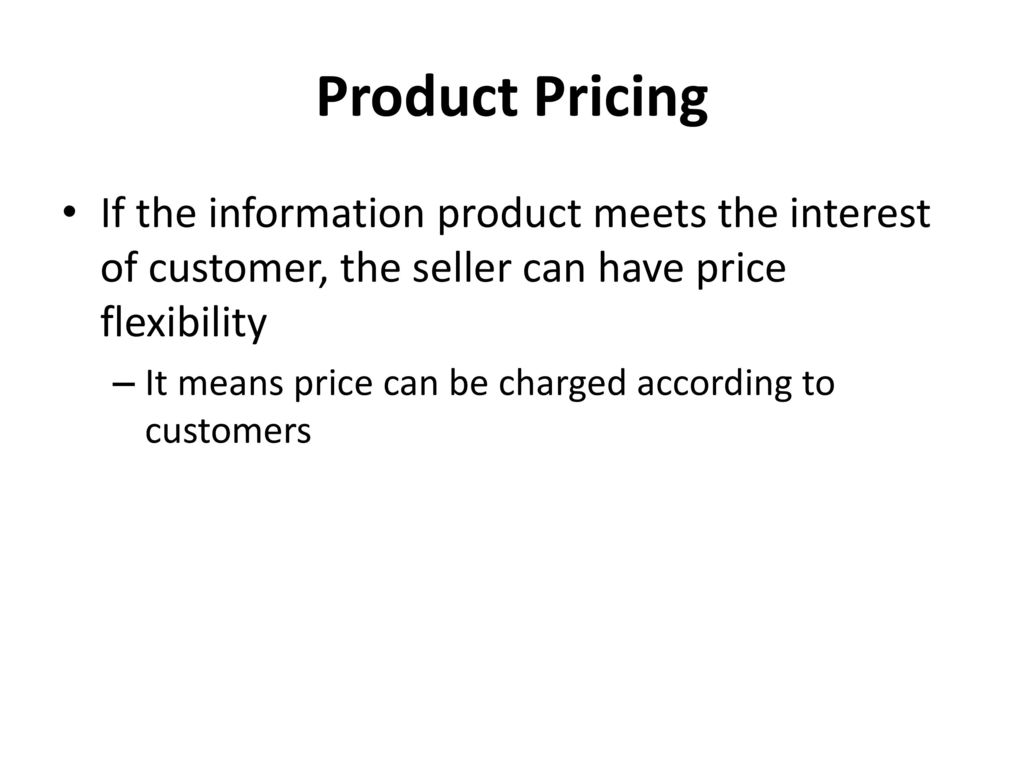 Product Pricing
• If the information product meets the interest
of customer, the seller can have price
flexibility
– It means price can be charged according to
customers